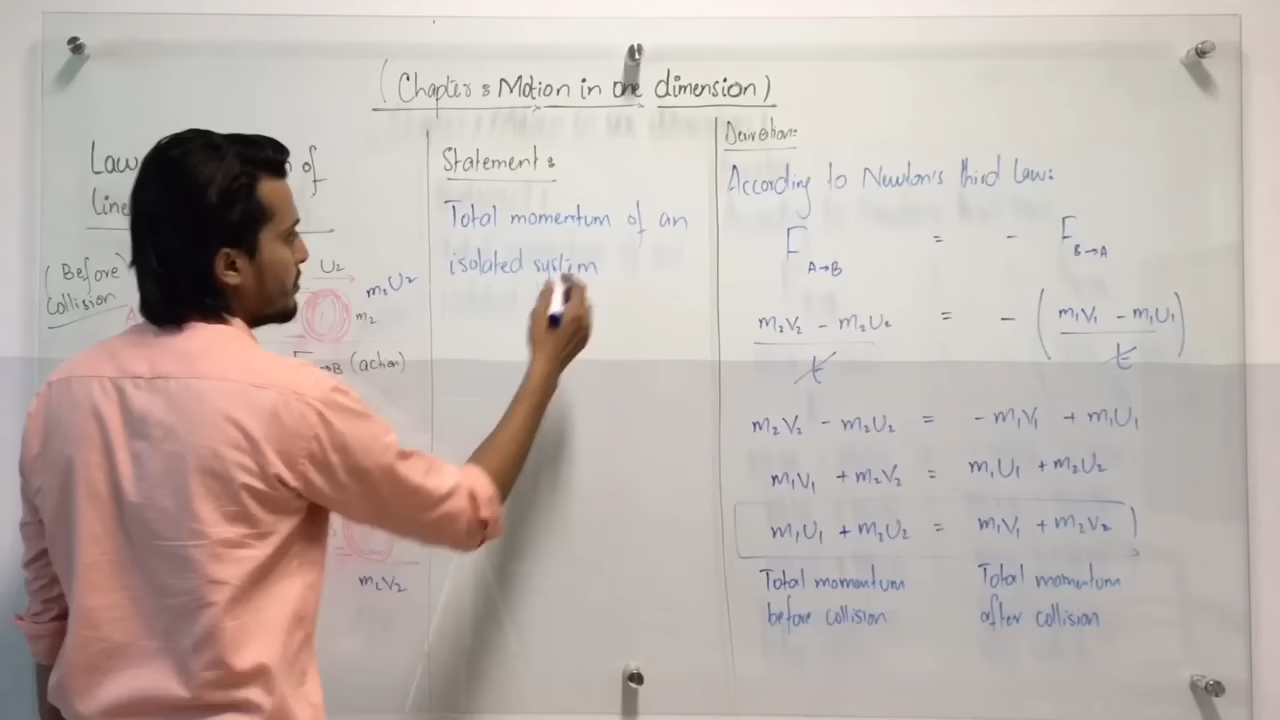 (Chapter : Motion in one dimension)
Law of
Line
(Before
collision
U₂
m₂U₂
m₂
A
→B (action)
m₂V₂
Statement :
Total momentum of an
isolated system
Derivation:
According to Newton's third Law:
F A→B = - F B→A
m₂V₂ - m₂U₂ / t = - ( m₁V₁ - m₁U₁ / t )
m₂V₂ - m₂U₂ = - m₁V₁ + m₁U₁
m₁V₁ + m₂V₂ = m₁U₁ + m₂U₂
m₁U₁ + m₂U₂ = m₁V₁ + m₂V₂
Total momentum Total momentum
before collision after collision